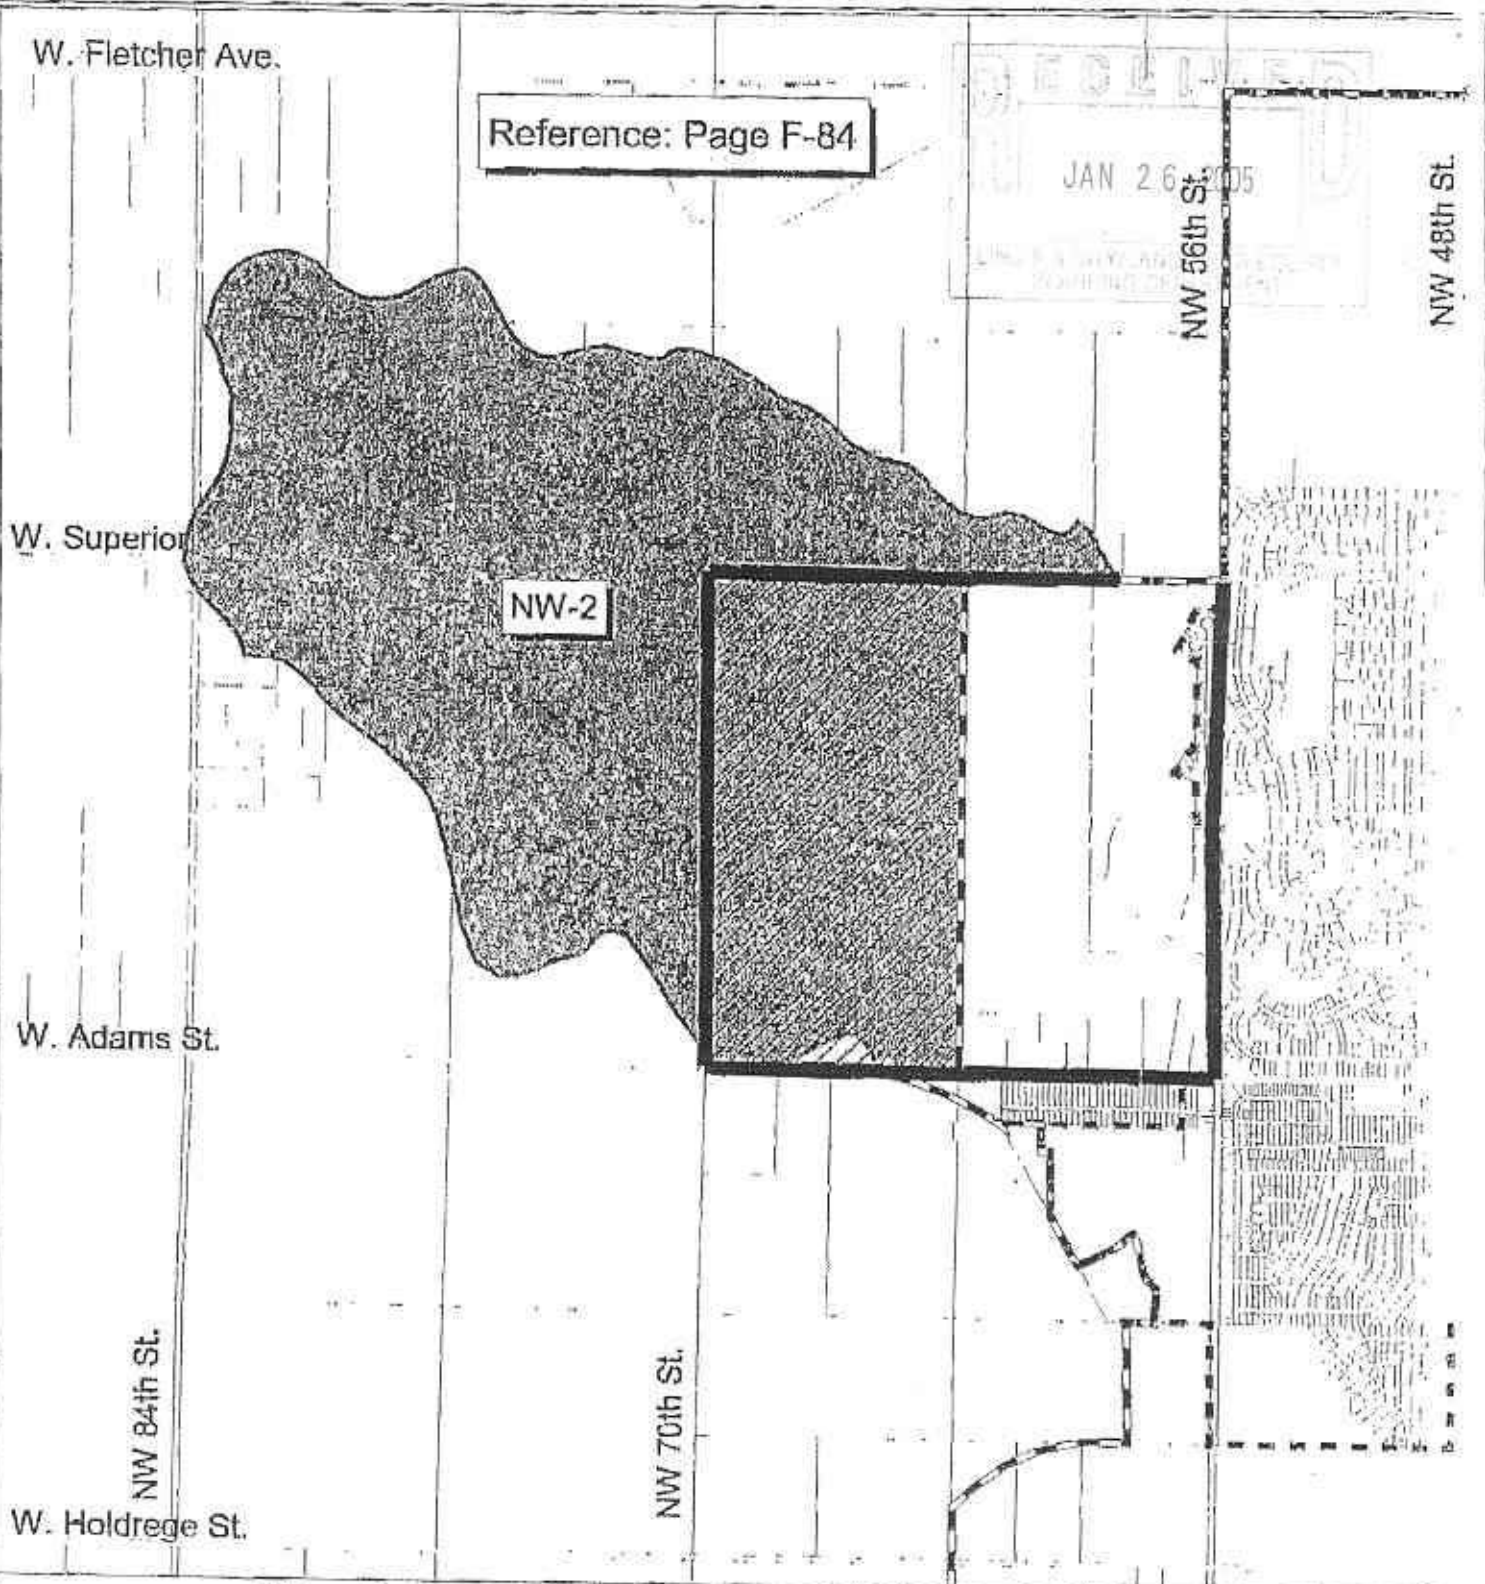 W. Fletcher Ave.
Reference: Page F-84
RECEIVED
JAN 26 2005
NW 56th St.
NW 48th St.
W. Superior
NW-2
W. Adams St.
NW 84th St.
NW 70th St.
W. Holdrege St.